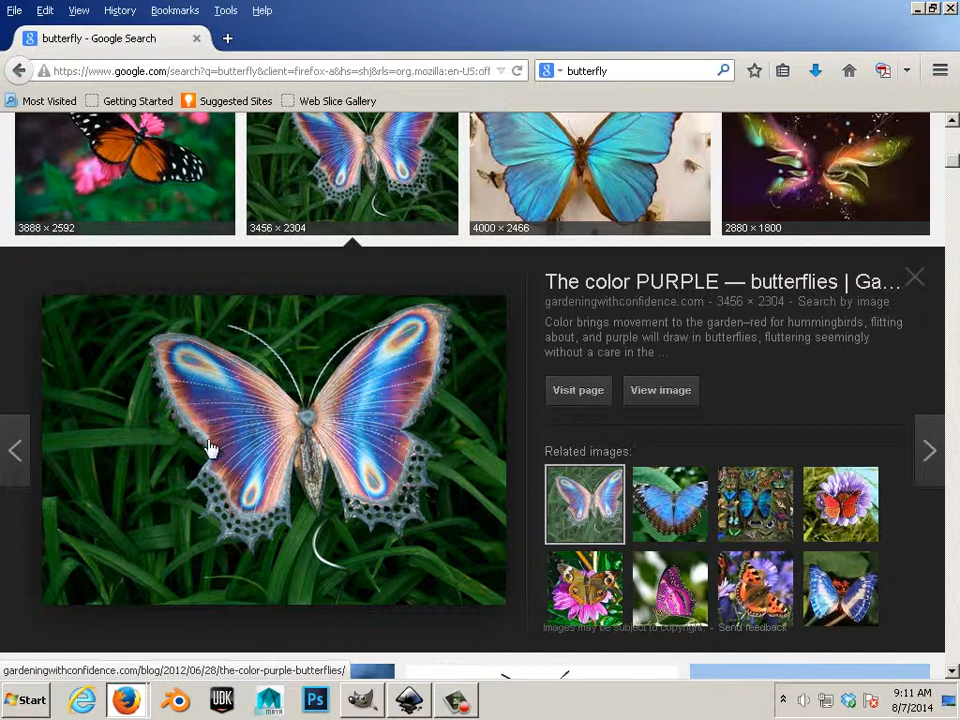 File Edit View History Bookmarks Tools Help
butterfly - Google Search
https://www.google.com/search?q=butterfly&client=firefox-a&hs=shj&rls=org.mozilla:en-US:off
butterfly
Most Visited Getting Started Suggested Sites Web Slice Gallery
3888 × 2592
3456 × 2304
4000 × 2466
2880 × 1800
The color PURPLE — butterflies | Ga...
gardeningwithconfidence.com - 3456 × 2304 - Search by image
Color brings movement to the garden–red for hummingbirds, flitting
about, and purple will draw in butterflies, fluttering seemingly
without a care in the ...
Visit page
View image
Related images:
Images may be subject to copyright. - Send feedback
gardeningwithconfidence.com/blog/2012/06/28/the-color-purple-butterflies/
Start
UDK
MAYA
Ps
9:11 AM
8/7/2014